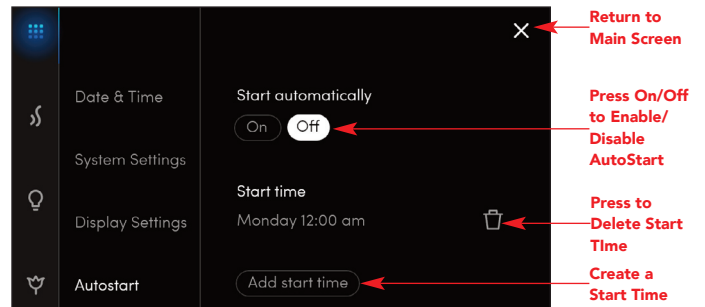 Return to
Main Screen
Date & Time
Start automatically
On Off
Press On/Off
to Enable/
Disable
AutoStart
System Settings
Start time
Monday 12:00 am
Display Settings
Press to
Delete Start
TIme
Autostart
Add start time
Create a
Start Time